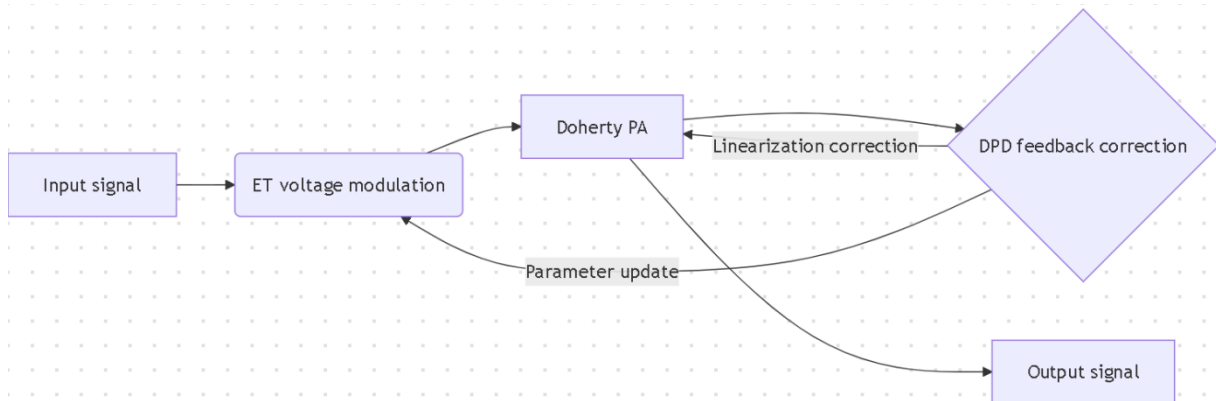 Input signal
ET voltage modulation
Doherty PA
Linearization correction
DPD feedback correction
Parameter update
Output signal